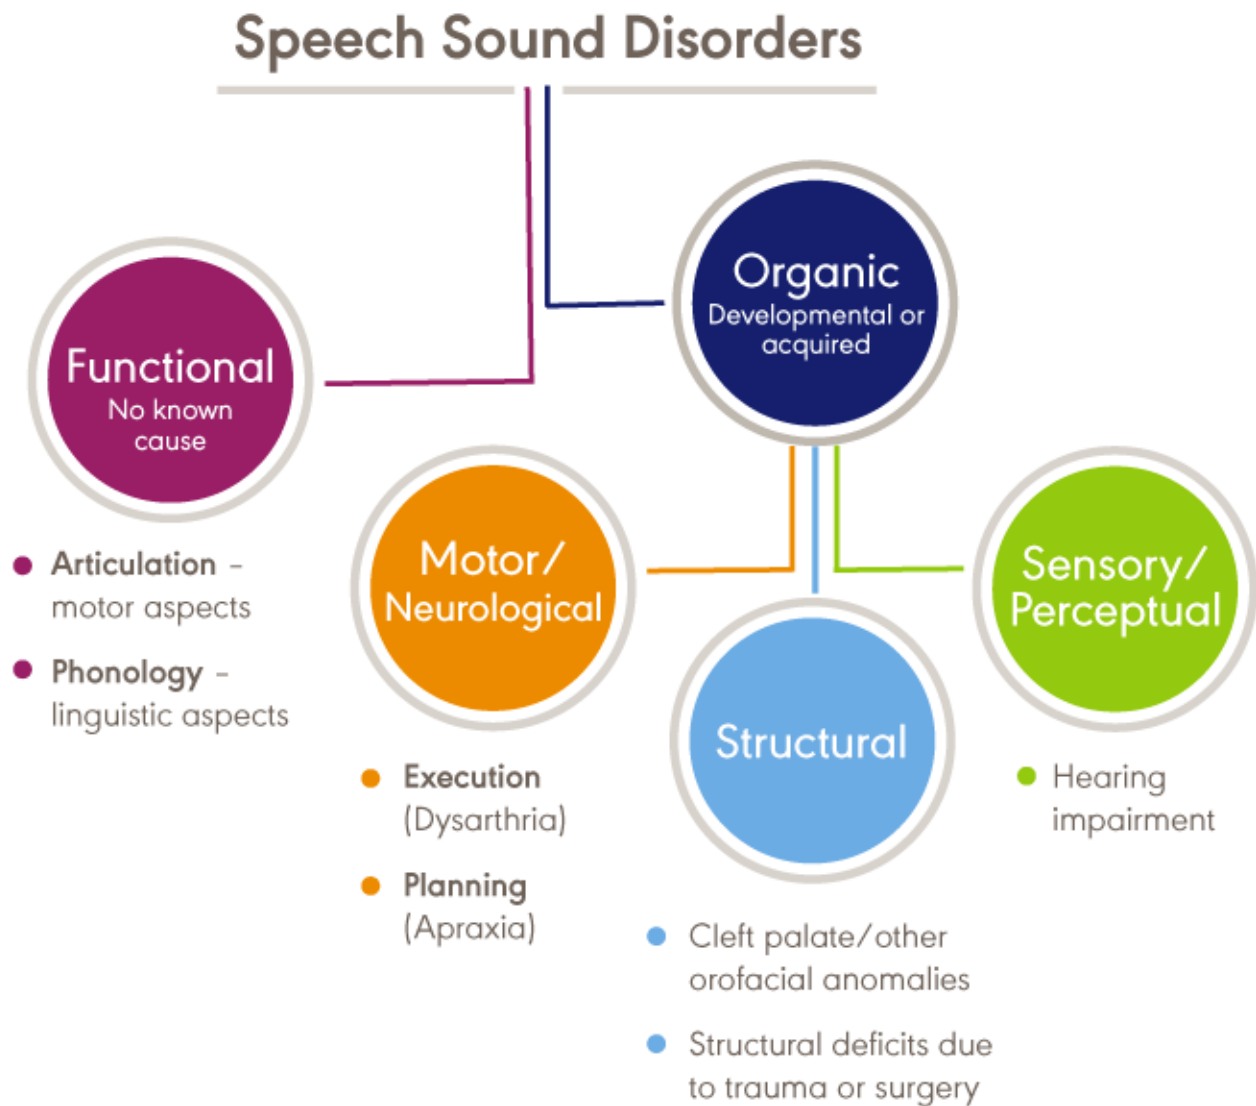 Speech Sound Disorders
Organic
Developmental or
acquired
Functional
No known
cause
Articulation –
motor aspects
Phonology –
linguistic aspects
Motor/
Neurological
Execution
(Dysarthria)
Planning
(Apraxia)
Structural
Cleft palate/other
orofacial anomalies
Structural deficits due
to trauma or surgery
Sensory/
Perceptual
Hearing
impairment